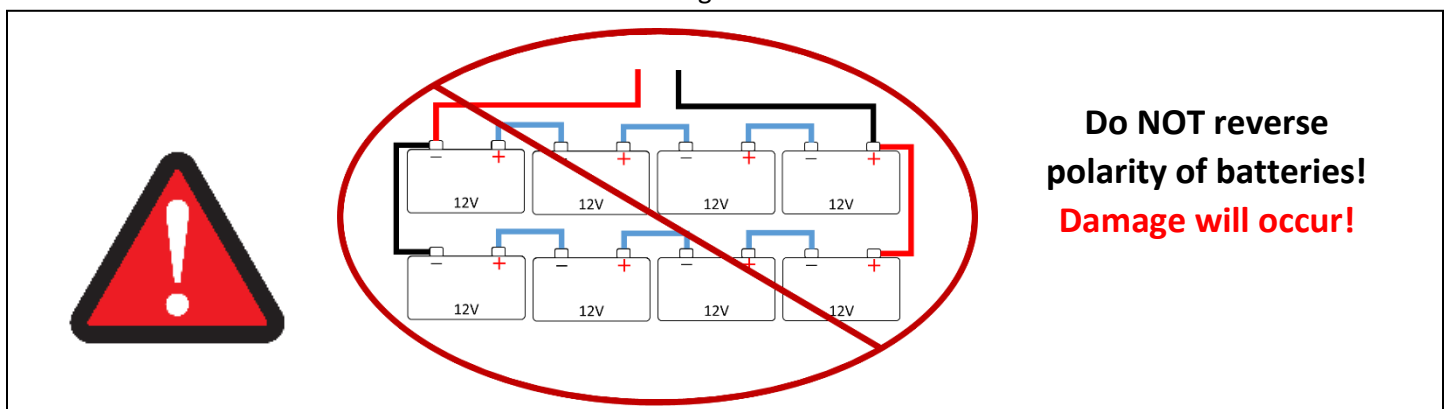 Do NOT reverse
polarity of batteries!
Damage will occur!
− + − + − + − +
12V 12V 12V 12V
− + − + − + − +
12V 12V 12V 12V